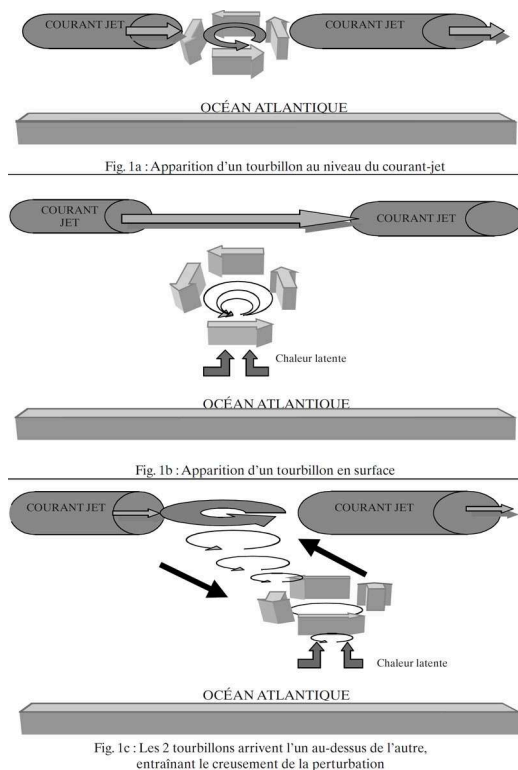 COURANT JET
COURANT JET
OCÉAN ATLANTIQUE
Fig. 1a : Apparition d'un tourbillon au niveau du courant-jet
COURANT
JET
COURANT JET
Chaleur latente
OCÉAN ATLANTIQUE
Fig. 1b : Apparition d'un tourbillon en surface
COURANT JET
COURANT JET
Chaleur latente
OCÉAN ATLANTIQUE
Fig. 1c : Les 2 tourbillons arrivent l'un au-dessus de l'autre,
entraînant le creusement de la perturbation